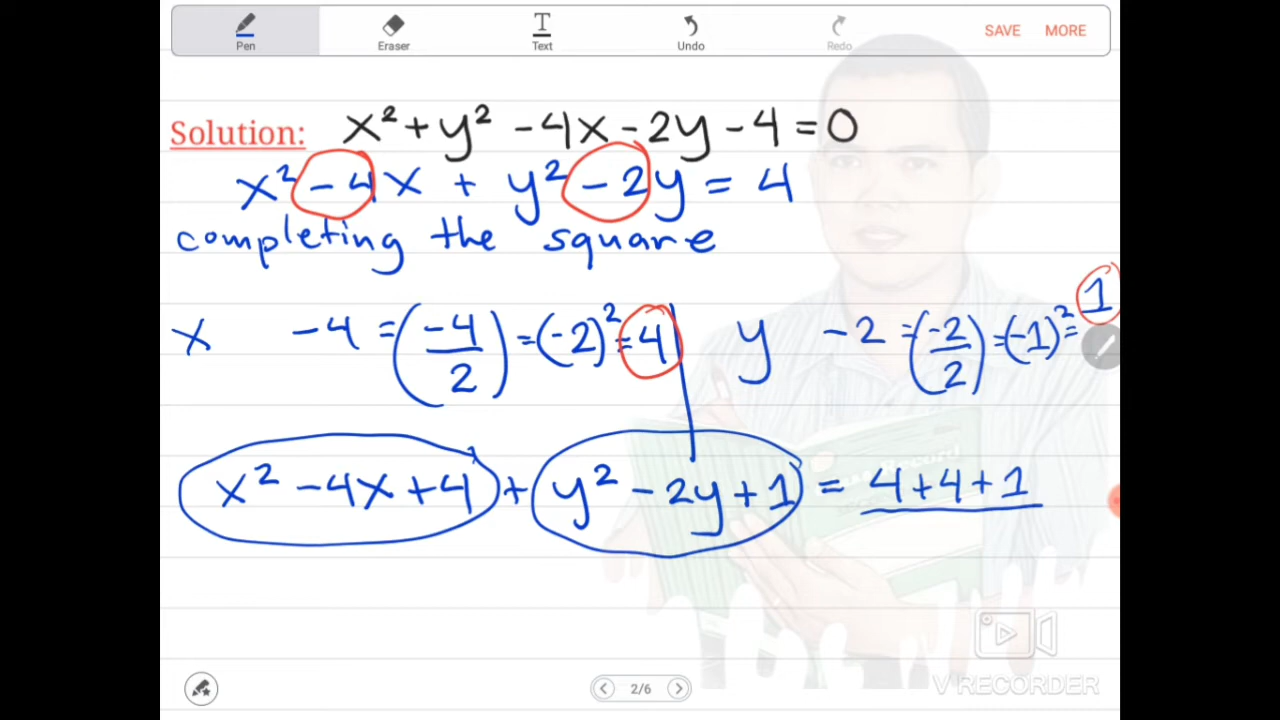 Pen Eraser Text Undo Redo SAVE MORE
Solution: x² + y² - 4x - 2y - 4 = 0
x² - 4x + y² - 2y = 4
completing the square
x -4 = (-4/2) = (-2)² = 4 y -2 = (-2/2) = (-1)² = 1
x² - 4x + 4 + y² - 2y + 1 = 4 + 4 + 1
2/6
V RECORDER